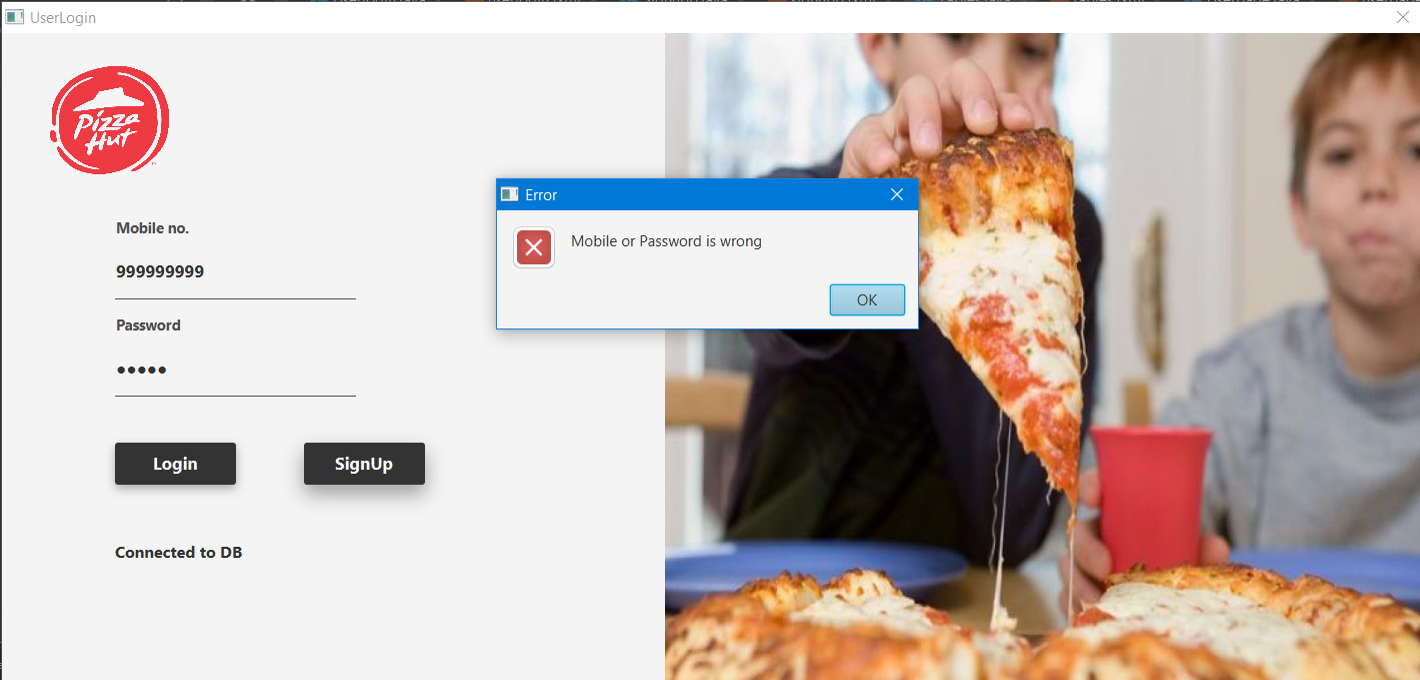 UserLogin
Pizza
Hut
Mobile no.
999999999
Password
•••••
Login
SignUp
Connected to DB
Error
Mobile or Password is wrong
OK